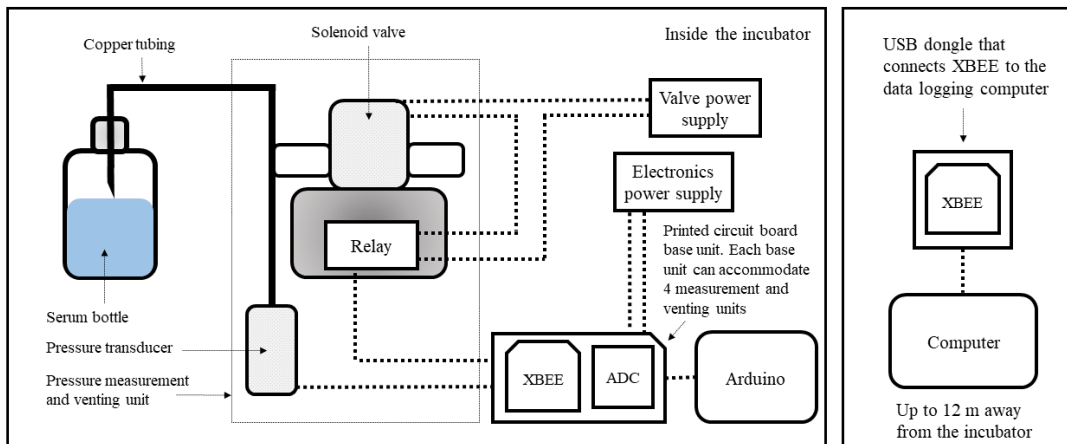 Copper tubing
Solenoid valve
Inside the incubator
Valve power
supply
Electronics
power supply
Relay
Printed circuit board
base unit. Each base
unit can accommodate
4 measurement and
venting units
Serum bottle
Pressure transducer
Pressure measurement
and venting unit
XBEE
ADC
Arduino
USB dongle that
connects XBEE to the
data logging computer
XBEE
Computer
Up to 12 m away
from the incubator